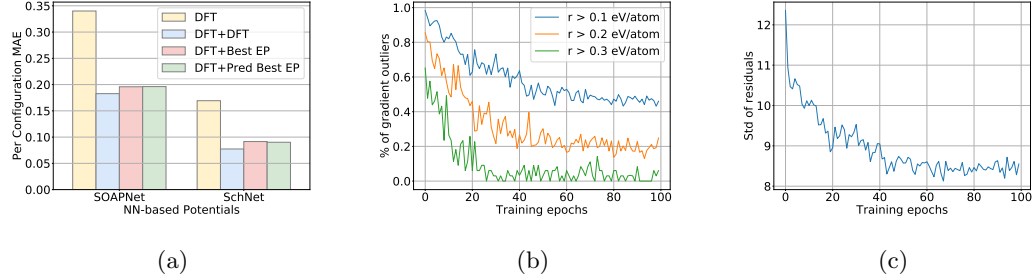 0.35
0.30
0.25
0.20
0.15
0.10
0.05
0.00
Per Configuration MAE
DFT
DFT+DFT
DFT+Best EP
DFT+Pred Best EP
SOAPNet
SchNet
NN-based Potentials
(a)
1.0
0.8
0.6
0.4
0.2
0.0
% of gradient outliiers
r > 0.1 eV/atom
r > 0.2 eV/atom
r > 0.3 eV/atom
0 20 40 60 80 100
Training epochs
(b)
12
11
10
9
8
Std of residuals
0 20 40 60 80 100
Training epochs
(c)